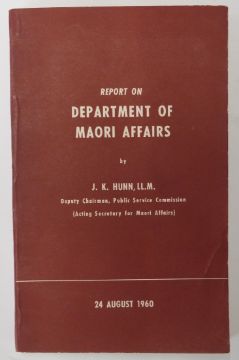 REPORT ON
DEPARTMENT OF
MAORI AFFAIRS
by
J. K. HUNN, LL.M.
Deputy Chairman, Public Service Commission
(Acting Secretary for Maori Affairs)
24 AUGUST 1960